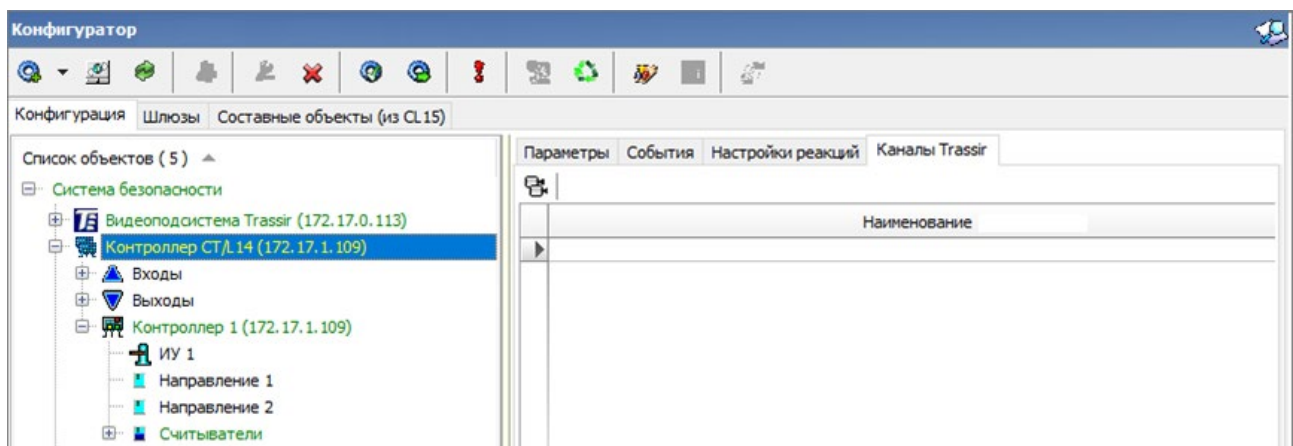 Конфигуратор
Конфигурация Шлюзы Составные объекты (из CL15)
Список объектов ( 5 )
Система безопасности
Видеоподсистема Trassir (172.17.0.113)
Контроллер CT/L14 (172.17.1.109)
Входы
Выходы
Контроллер 1 (172.17.1.109)
ИУ 1
Направление 1
Направление 2
Считыватели
Параметры События Настройки реакций Каналы Trassir
Наименование